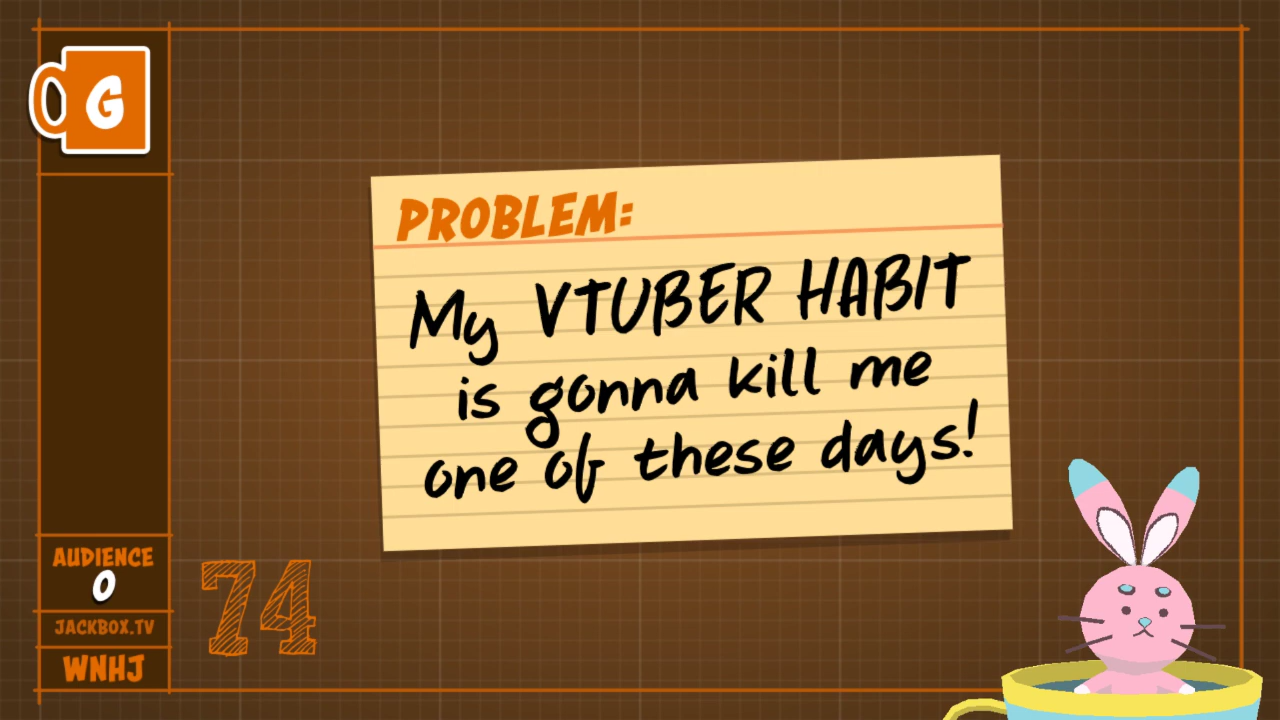 G
PROBLEM:
My VTUBER HABIT
is gonna kill me
one of these days!
AUDIENCE
0
JACKBOX.TV
WNHJ
74